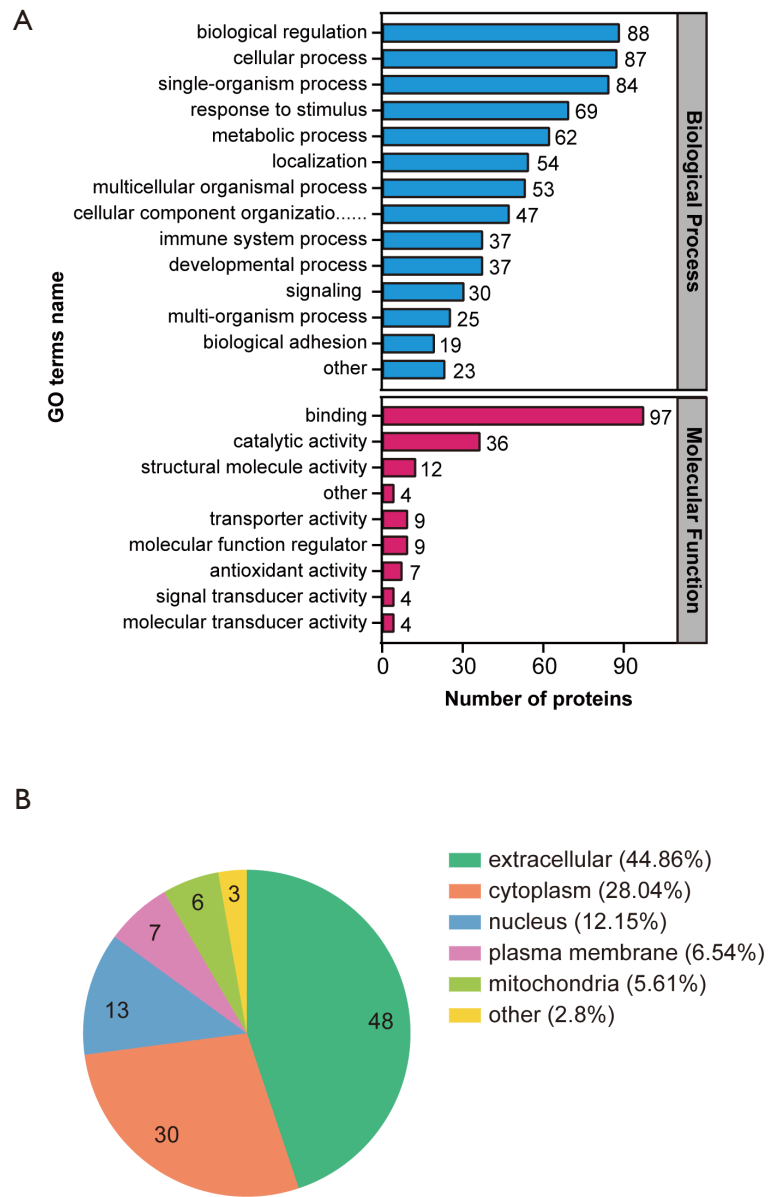 A
GO terms name
biological regulation 88
cellular process 87
single-organism process 84
response to stimulus 69
metabolic process 62
localization 54
multicellular organismal process 53
cellular component organizatio...... 47
immune system process 37
developmental process 37
signaling 30
multi-organism process 25
biological adhesion 19
other 23
Biological Process
binding 97
catalytic activity 36
structural molecule activity 12
other 4
transporter activity 9
molecular function regulator 9
antioxidant activity 7
signal transducer activity 4
molecular transducer activity 4
Molecular Function
0 30 60 90
Number of proteins
B
48
30
13
7
6
3
extracellular (44.86%)
cytoplasm (28.04%)
nucleus (12.15%)
plasma membrane (6.54%)
mitochondria (5.61%)
other (2.8%)